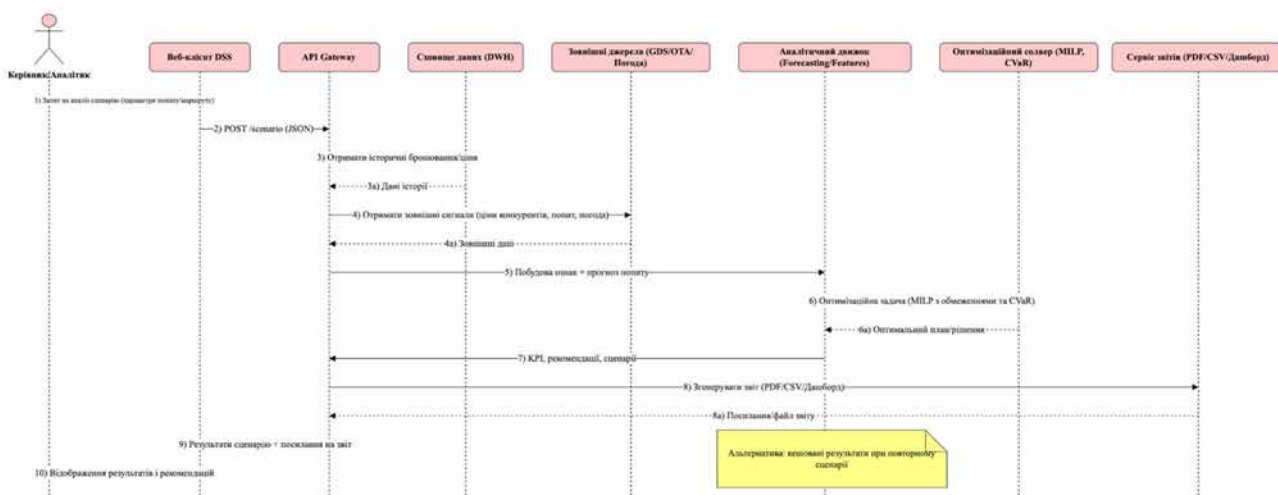 Керівник/Аналітик
Веб-клієнт DSS
API Gateway
Сховище даних (DWH)
Зовнішні джерела (GDS/OTA/
Погода)
Аналітичний движок
(Forecasting/Features)
Оптимізаційний солвер (MILP,
CVaR)
Сервіс звітів (PDF/CSV/Дашборд)
1) Запит на аналіз сценарію (параметри попиту/маршруту)
2) POST /scenario (JSON)
3) Отримати історичні бронювання/ціни
3a) Дані історії
4) Отримати зовнішні сигнали (ціни конкурентів, попит, погода)
4a) Зовнішні дані
5) Побудова ознак + прогноз попиту
6) Оптимізаційна задача (MILP з обмеженнями та CVaR)
6a) Оптимальний план/рішення
7) KPI, рекомендації, сценарії
8) Згенерувати звіт (PDF/CSV/Дашборд)
8a) Посилання/файл звіту
9) Результати сценарію + посилання на звіт
Альтернатива: кешовані результати при повторному
сценарії
10) Відображення результатів і рекомендацій